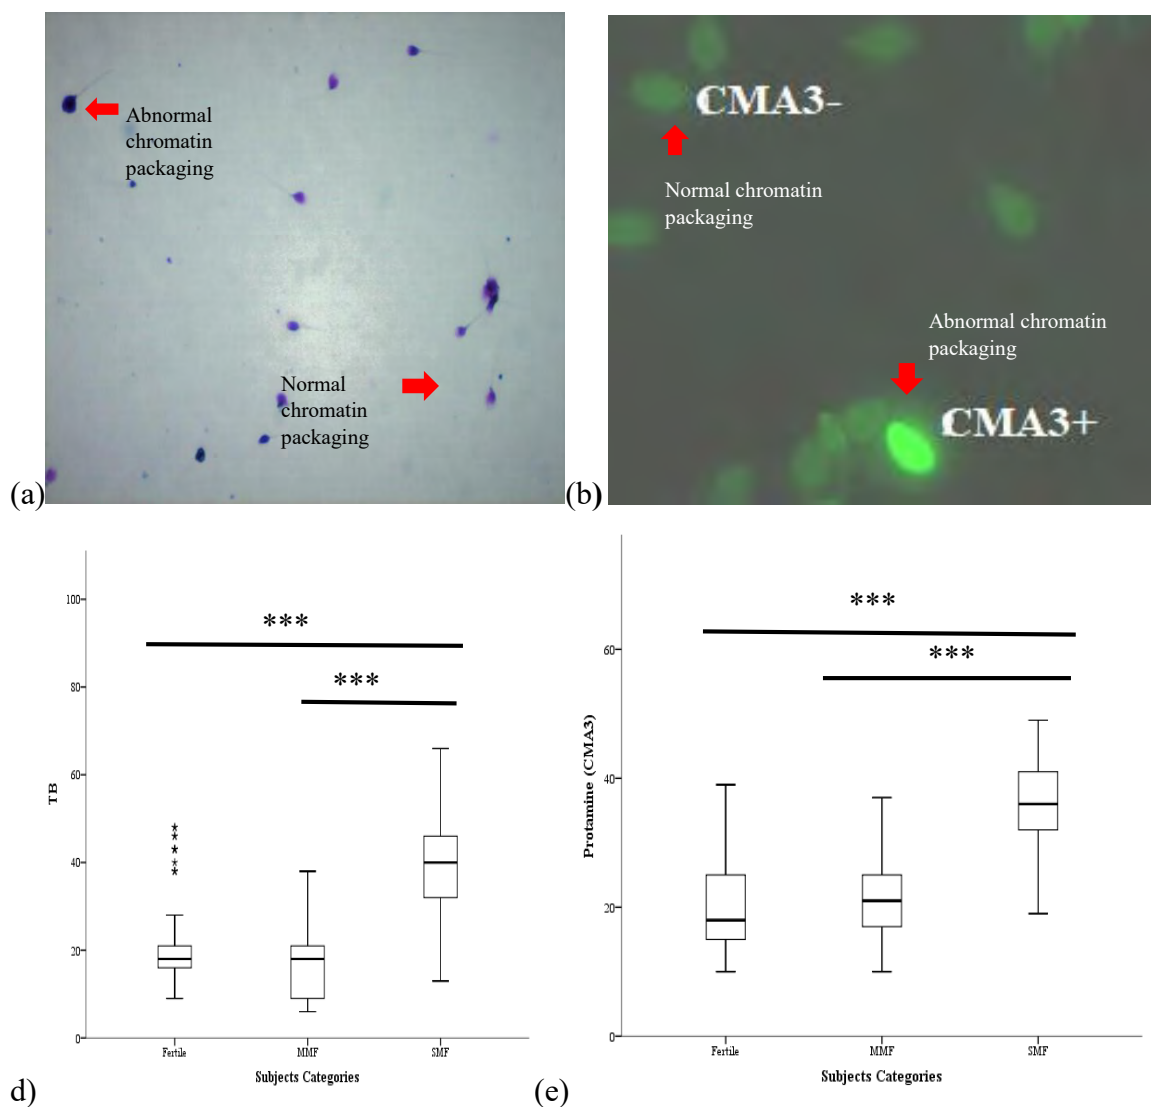 Abnormal
chromatin
packaging
Normal
chromatin
packaging
(a)
CMA3-
Normal chromatin
packaging
Abnormal chromatin
packaging
CMA3+
(b)
***
***
100
80
60
40
20
0
TB
Fertile
MMF
SMF
Subjects Categories
d)
***
***
60
40
20
0
Protamine (CMA3)
Fertile
MMF
SMF
Subjects Categories
(e)